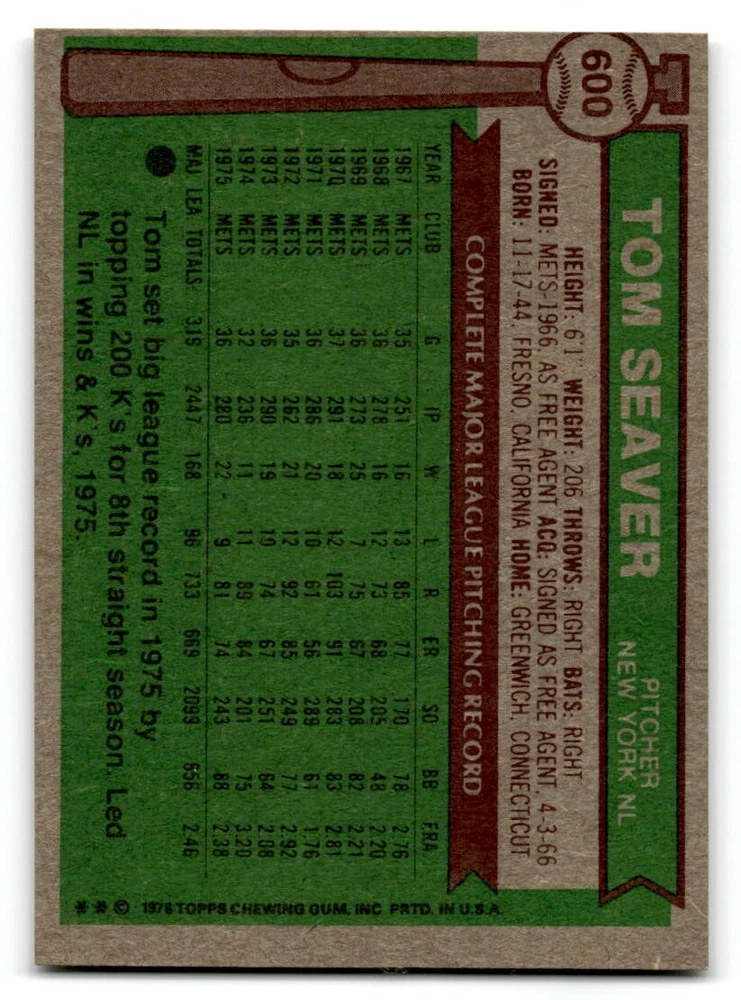 600
TOM SEAVER
PITCHER
NEW YORK NL
HEIGHT: 6'1" WEIGHT: 206 THROWS: RIGHT BATS: RIGHT
SIGNED: METS-1966, AS FREE AGENT ACQ: SIGNED AS FREE AGENT, 4-3-66
BORN: 11-17-44, FRESNO, CALIFORNIA HOME: GREENWICH, CONNECTICUT
COMPLETE MAJOR LEAGUE PITCHING RECORD
YEAR CLUB G IP W L R ER SO BB ERA
1967 METS 35 251 16 13 85 77 170 78 2.76
1968 METS 36 278 16 12 73 68 205 48 2.20
1969 METS 36 273 25 7 75 67 208 82 2.21
1970 METS 37 291 18 12 103 91 283 83 2.81
1971 METS 36 286 20 10 61 56 289 61 1.76
1972 METS 35 262 21 12 92 85 249 77 2.92
1973 METS 36 290 19 10 74 67 251 64 2.08
1974 METS 32 236 11 11 89 84 201 75 3.20
1975 METS 36 280 22 9 81 74 243 88 2.38
MAJ LEA TOTALS: 319 2447 168 96 733 669 2099 656 2.46
Tom set big league record in 1975 by
topping 200 K's for 8th straight season. Led
NL in wins & K's, 1975.
* * © 1976 TOPPS CHEWING GUM, INC PRTD. IN U.S.A.